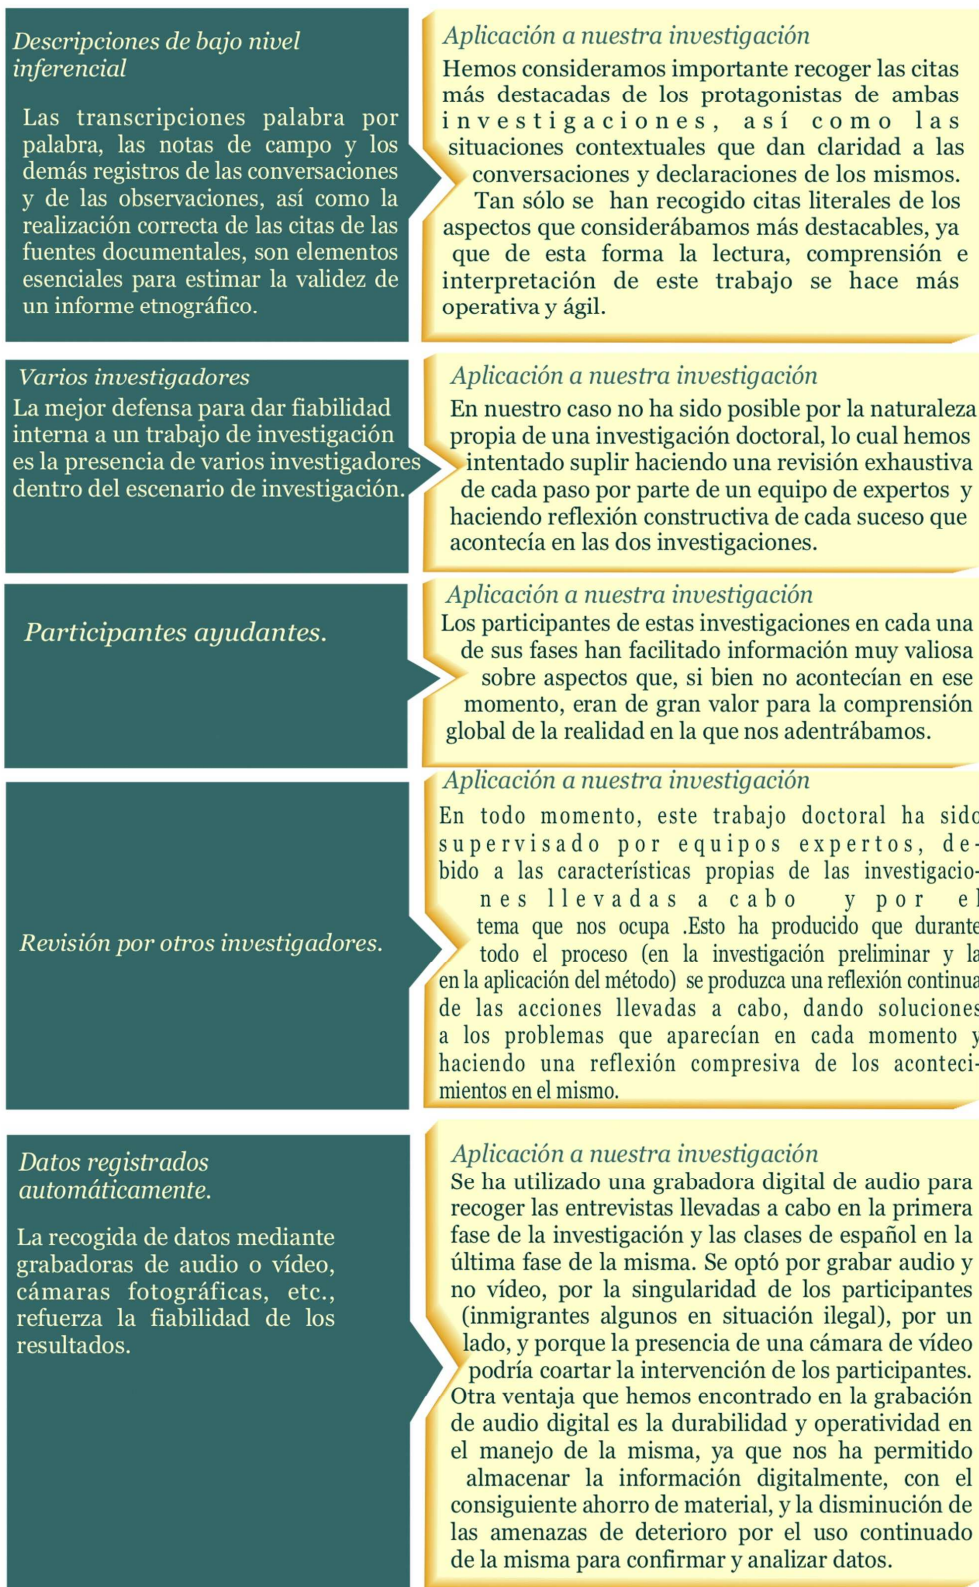 Descripciones de bajo nivel
inferencial
Las transcripciones palabra por
palabra, las notas de campo y los
demás registros de las conversaciones
y de las observaciones, así como la
realización correcta de las citas de las
fuentes documentales, son elementos
esenciales para estimar la validez de
un informe etnográfico.
Aplicación a nuestra investigación
Hemos consideramos importante recoger las citas
más destacadas de los protagonistas de ambas
investigaciones, así como las
situaciones contextuales que dan claridad a las
conversaciones y declaraciones de los mismos.
Tan sólo se han recogido citas literales de los
aspectos que considerábamos más destacables, ya
que de esta forma la lectura, comprensión e
interpretación de este trabajo se hace más
operativa y ágil.
Varios investigadores
La mejor defensa para dar fiabilidad
interna a un trabajo de investigación
es la presencia de varios investigadores
dentro del escenario de investigación.
Aplicación a nuestra investigación
En nuestro caso no ha sido posible por la naturaleza
propia de una investigación doctoral, lo cual hemos
intentado suplir haciendo una revisión exhaustiva
de cada paso por parte de un equipo de expertos y
haciendo reflexión constructiva de cada suceso que
acontecía en las dos investigaciones.
Participantes ayudantes.
Aplicación a nuestra investigación
Los participantes de estas investigaciones en cada una
de sus fases han facilitado información muy valiosa
sobre aspectos que, si bien no acontecían en ese
momento, eran de gran valor para la comprensión
global de la realidad en la que nos adentrábamos.
Revisión por otros investigadores.
Aplicación a nuestra investigación
En todo momento, este trabajo doctoral ha sido
supervisado por equipos expertos, de-
bido a las características propias de las investigacio-
nes llevadas a cabo y por el
tema que nos ocupa .Esto ha producido que durante
todo el proceso (en la investigación preliminar y la
en la aplicación del método) se produzca una reflexión continua
de las acciones llevadas a cabo, dando soluciones
a los problemas que aparecían en cada momento y
haciendo una reflexión compresiva de los aconteci-
mientos en el mismo.
Datos registrados
automáticamente.
La recogida de datos mediante
grabadoras de audio o vídeo,
cámaras fotográficas, etc.,
refuerza la fiabilidad de los
resultados.
Aplicación a nuestra investigación
Se ha utilizado una grabadora digital de audio para
recoger las entrevistas llevadas a cabo en la primera
fase de la investigación y las clases de español en la
última fase de la misma. Se optó por grabar audio y
no vídeo, por la singularidad de los participantes
(inmigrantes algunos en situación ilegal), por un
lado, y porque la presencia de una cámara de vídeo
podría coartar la intervención de los participantes.
Otra ventaja que hemos encontrado en la grabación
de audio digital es la durabilidad y operatividad en
el manejo de la misma, ya que nos ha permitido
almacenar la información digitalmente, con el
consiguiente ahorro de material, y la disminución de
las amenazas de deterioro por el uso continuado
de la misma para confirmar y analizar datos.